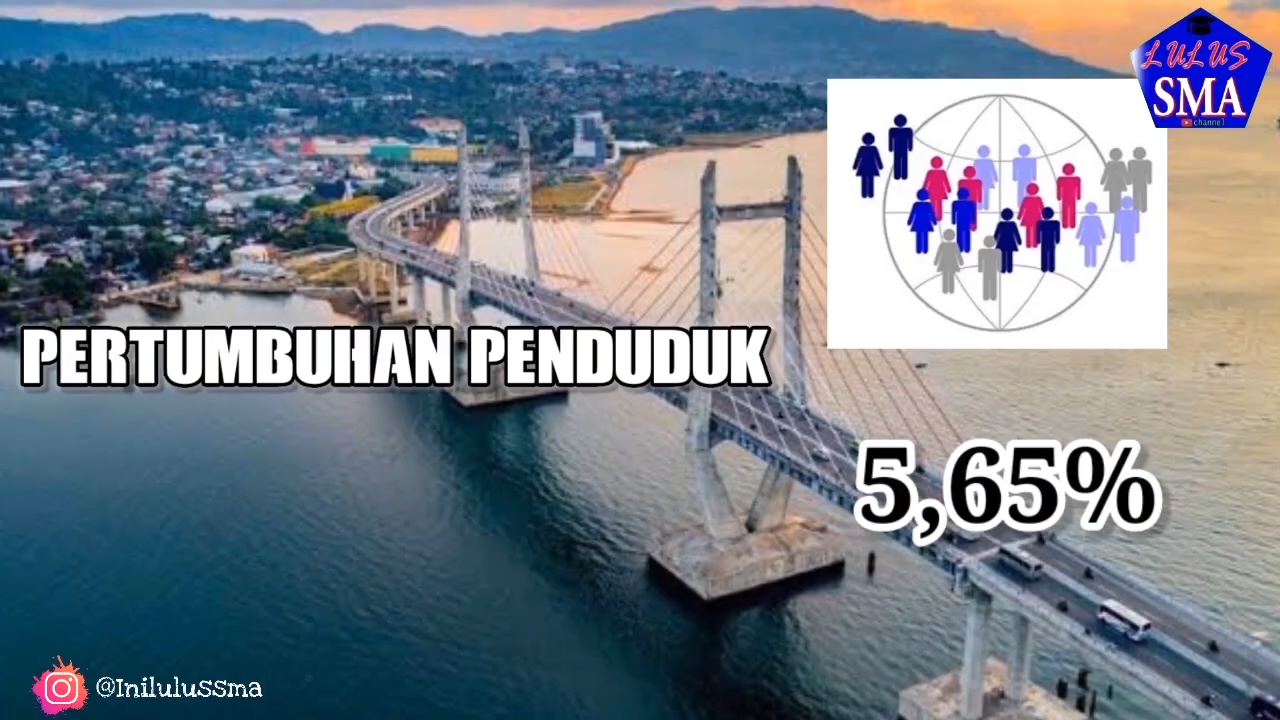 LULUS
SMA
channel
PERTUMBUHAN PENDUDUK
5,65%
@Inilulussma